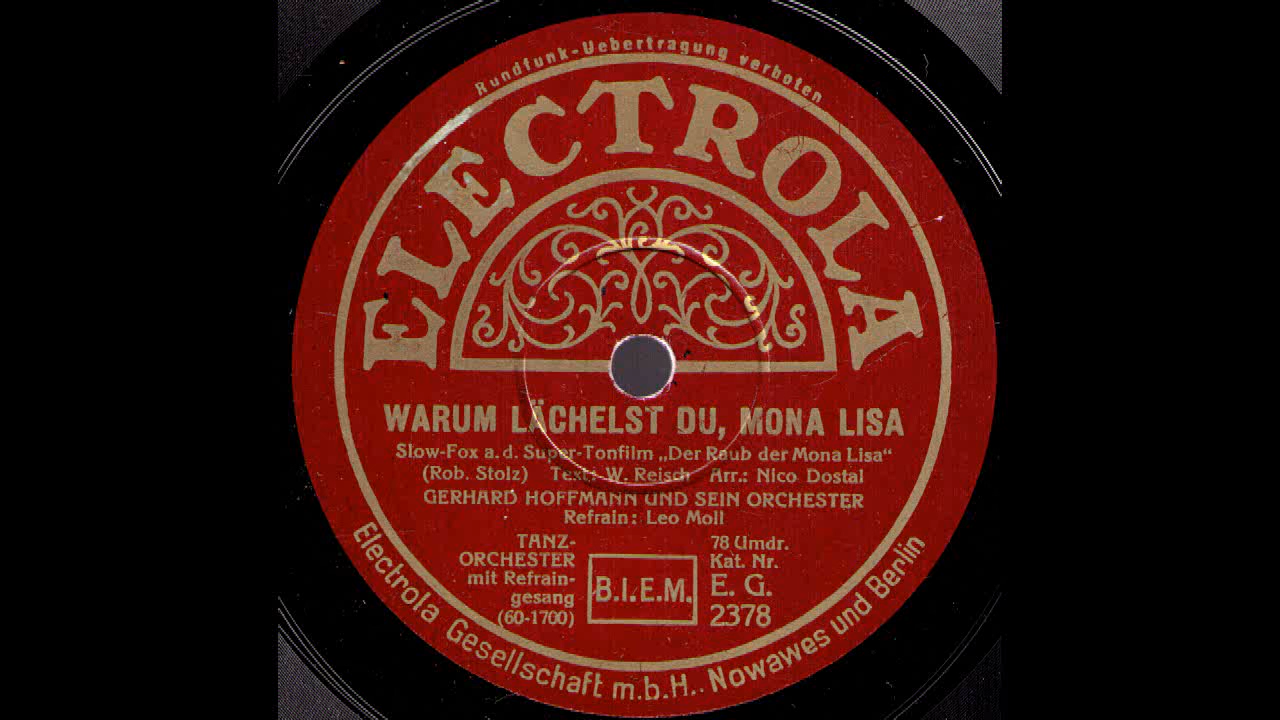 Rundfunk-Uebertragung verboten
ELECTROLA
WARUM LÄCHELST DU, MONA LISA
Slow-Fox a.d. Super-Tonfilm „Der Raub der Mona Lisa“
(Rob. Stolz) Text: W. Reisch Arr.: Nico Dostal
GERHARD HOFFMANN UND SEIN ORCHESTER
Refrain: Leo Moll
TANZ-
ORCHESTER
mit Refrain-
gesang
(60-1700)
B.I.E.M.
78 Umdr.
Kat. Nr.
E. G.
2378
Electrola Gesellschaft m.b.H.. Nowawes und Berlin